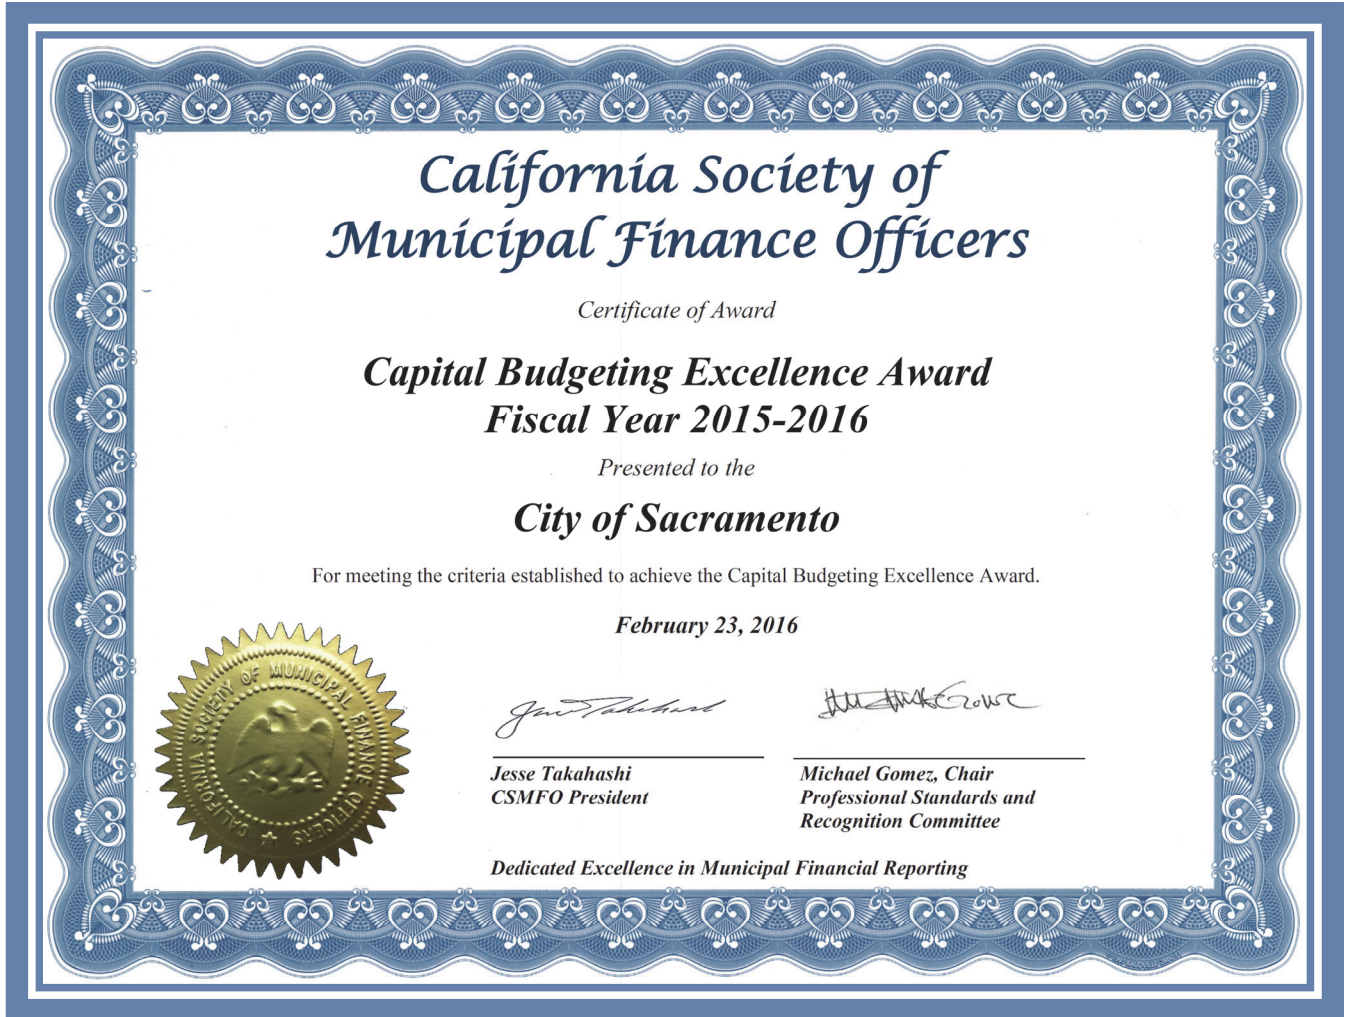 California Society of
Municipal Finance Officers
Certificate of Award
Capital Budgeting Excellence Award
Fiscal Year 2015-2016
Presented to the
City of Sacramento
For meeting the criteria established to achieve the Capital Budgeting Excellence Award.
February 23, 2016
CALIFORNIA SOCIETY OF MUNICIPAL FINANCE OFFICERS
Jesse Takahashi
CSMFO President
Michael Gomez, Chair
Professional Standards and
Recognition Committee
Dedicated Excellence in Municipal Financial Reporting